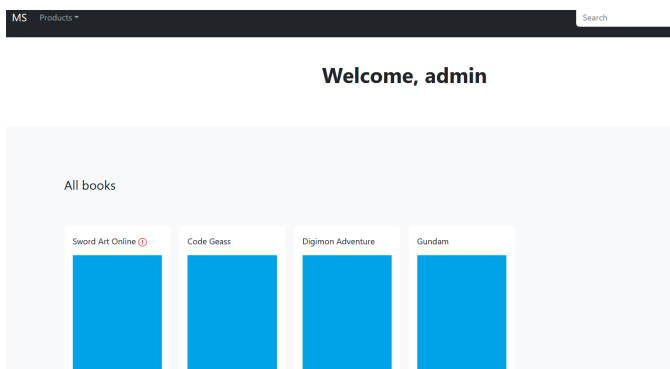 MS Products Search
Welcome, admin
All books
Sword Art Online Code Geass Digimon Adventure Gundam